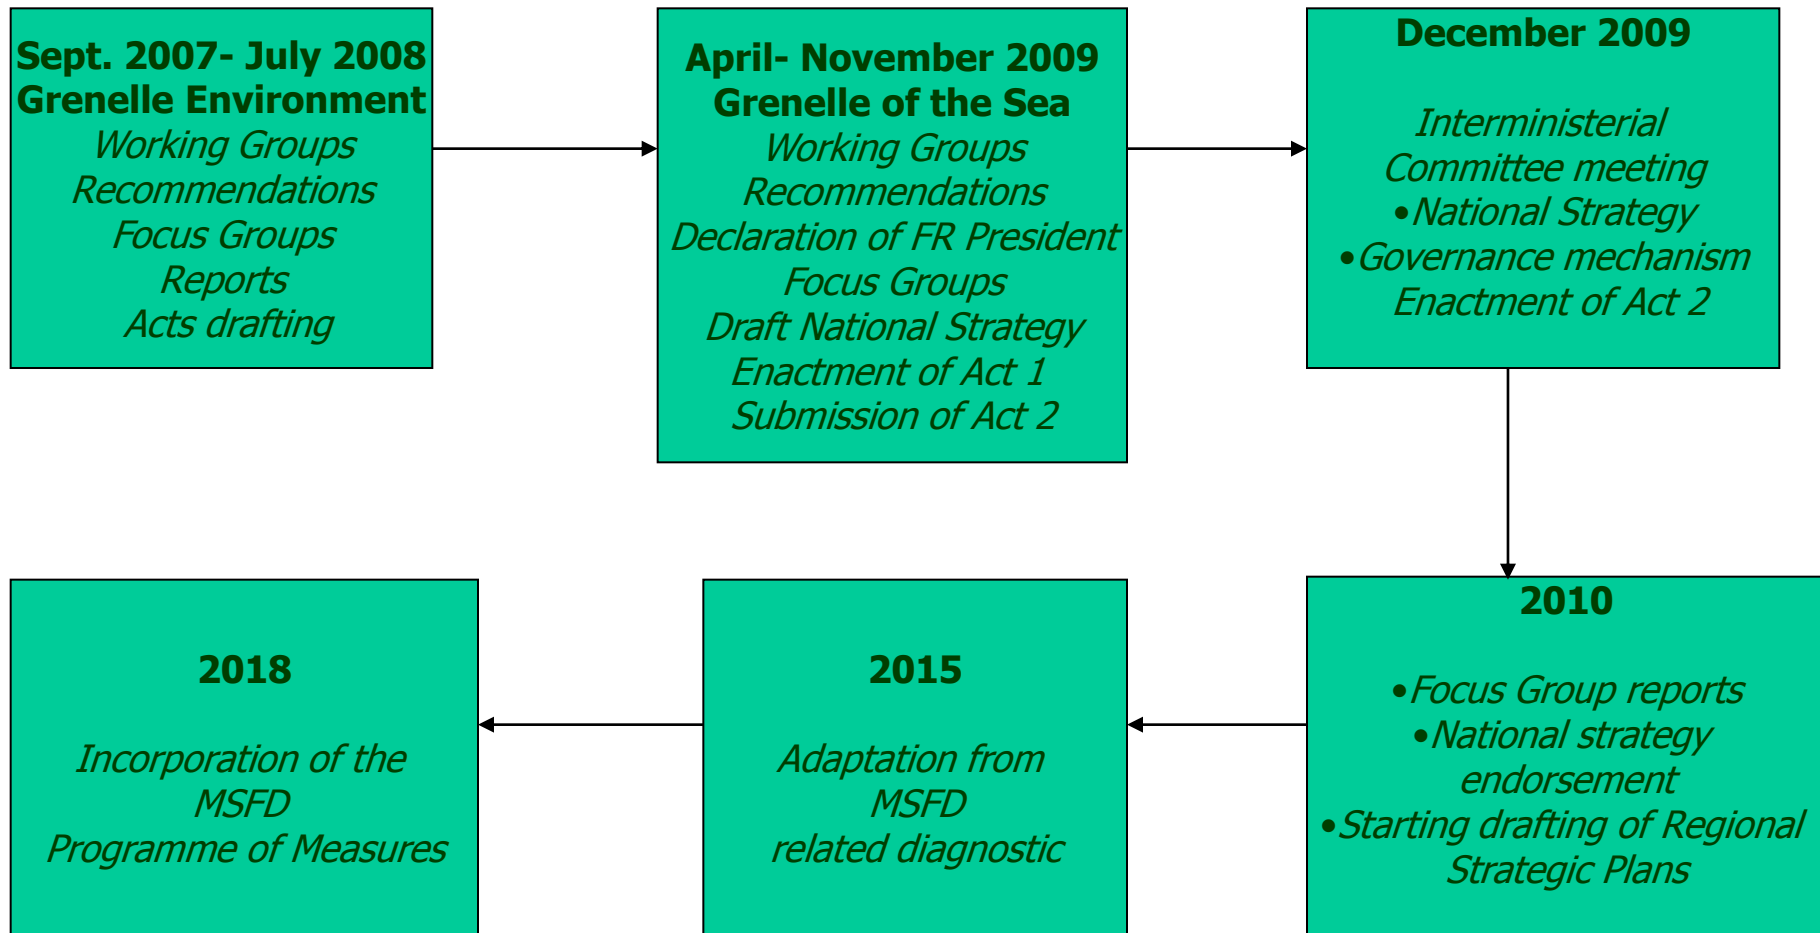 Sept. 2007- July 2008
Grenelle Environment
Working Groups
Recommendations
Focus Groups
Reports
Acts drafting
April- November 2009
Grenelle of the Sea
Working Groups
Recommendations
Declaration of FR President
Focus Groups
Draft National Strategy
Enactment of Act 1
Submission of Act 2
December 2009
Interministerial
Committee meeting
•National Strategy
•Governance mechanism
Enactment of Act 2
2010
•Focus Group reports
•National strategy
endorsement
•Starting drafting of Regional
Strategic Plans
2015
Adaptation from
MSFD
related diagnostic
2018
Incorporation of the
MSFD
Programme of Measures